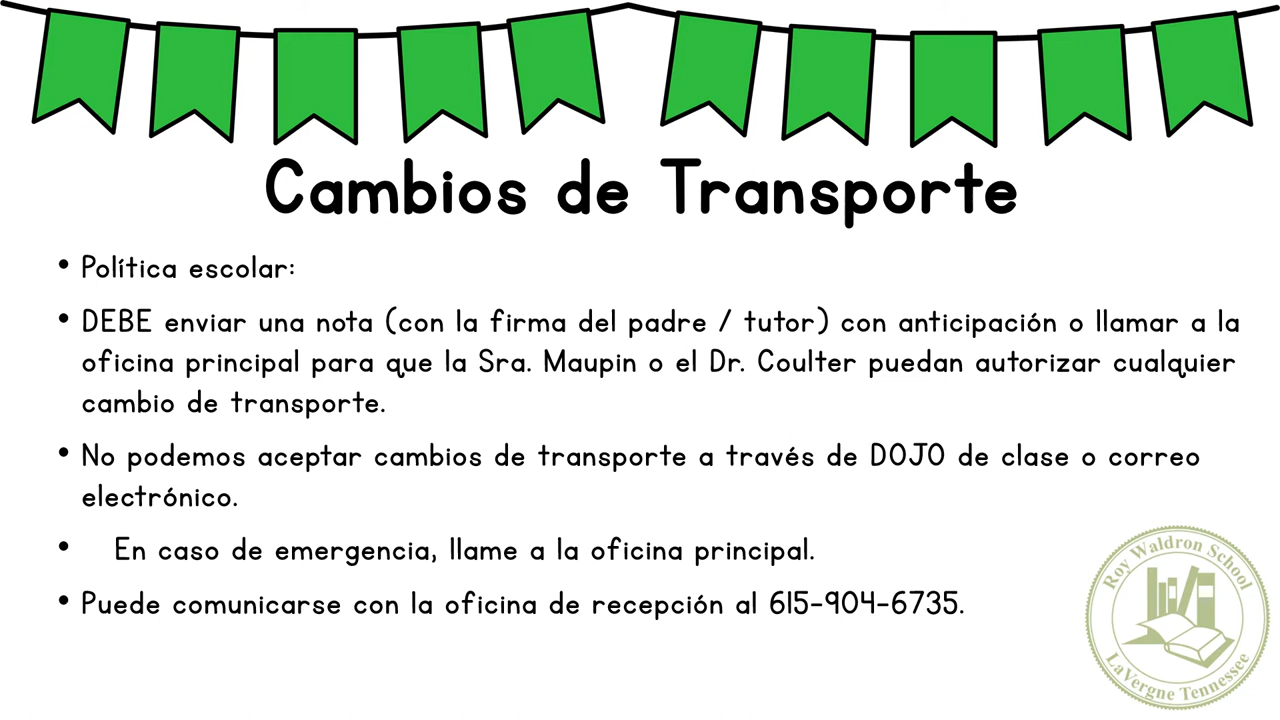 Cambios de Transporte
• Política escolar:
• DEBE enviar una nota (con la firma del padre / tutor) con anticipación o llamar a la
oficina principal para que la Sra. Maupin o el Dr. Coulter puedan autorizar cualquier
cambio de transporte.
• No podemos aceptar cambios de transporte a través de DOJO de clase o correo
electrónico.
• En caso de emergencia, llame a la oficina principal.
• Puede comunicarse con la oficina de recepción al 615-904-6735.
Roy Waldron School
LaVergne Tennessee